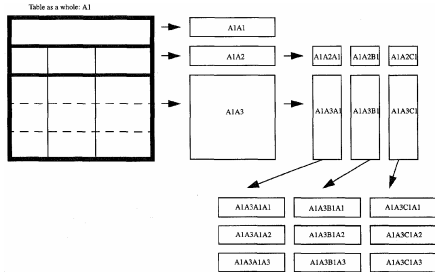 Table as a whole: A1
A1A1
A1A2
A1A2A1 A1A2B1 A1A2C1
A1A3
A1A3A1 A1A3B1 A1A3C1
A1A3A1A1 A1A3B1A1 A1A3C1A1
A1A3A1A2 A1A3B1A2 A1A3C1A2
A1A3A1A3 A1A3B1A3 A1A3C1A3